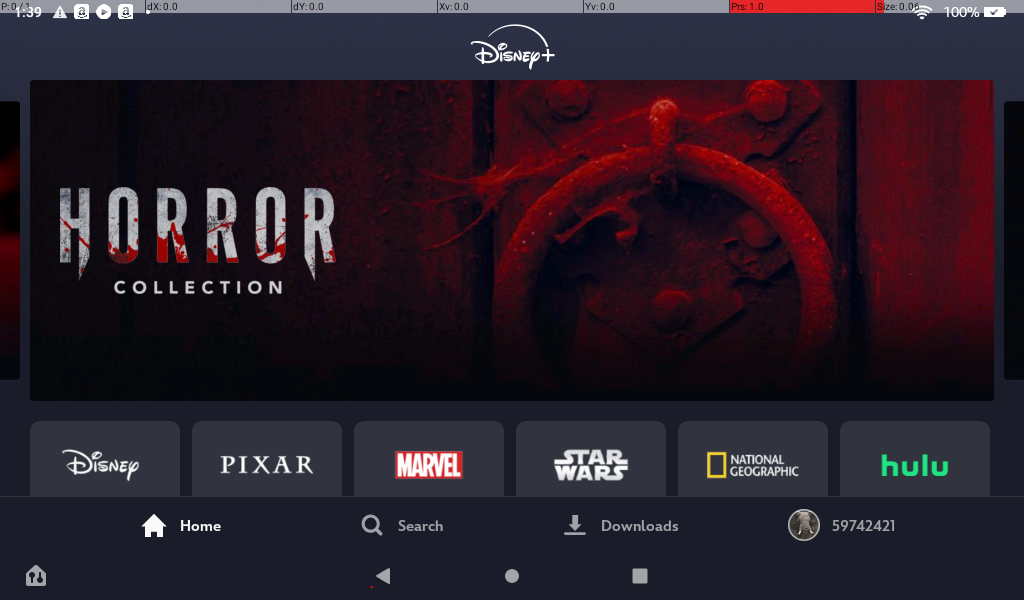 P: 0 / 1 dX: 0.0 dY: 0.0 Xv: 0.0 Yv: 0.0 Prs: 1.0 Size: 0.06
1:39 100%
Disney+
HORROR
COLLECTION
Disney PIXAR MARVEL STAR WARS NATIONAL GEOGRAPHIC hulu
Home Search Downloads 59742421